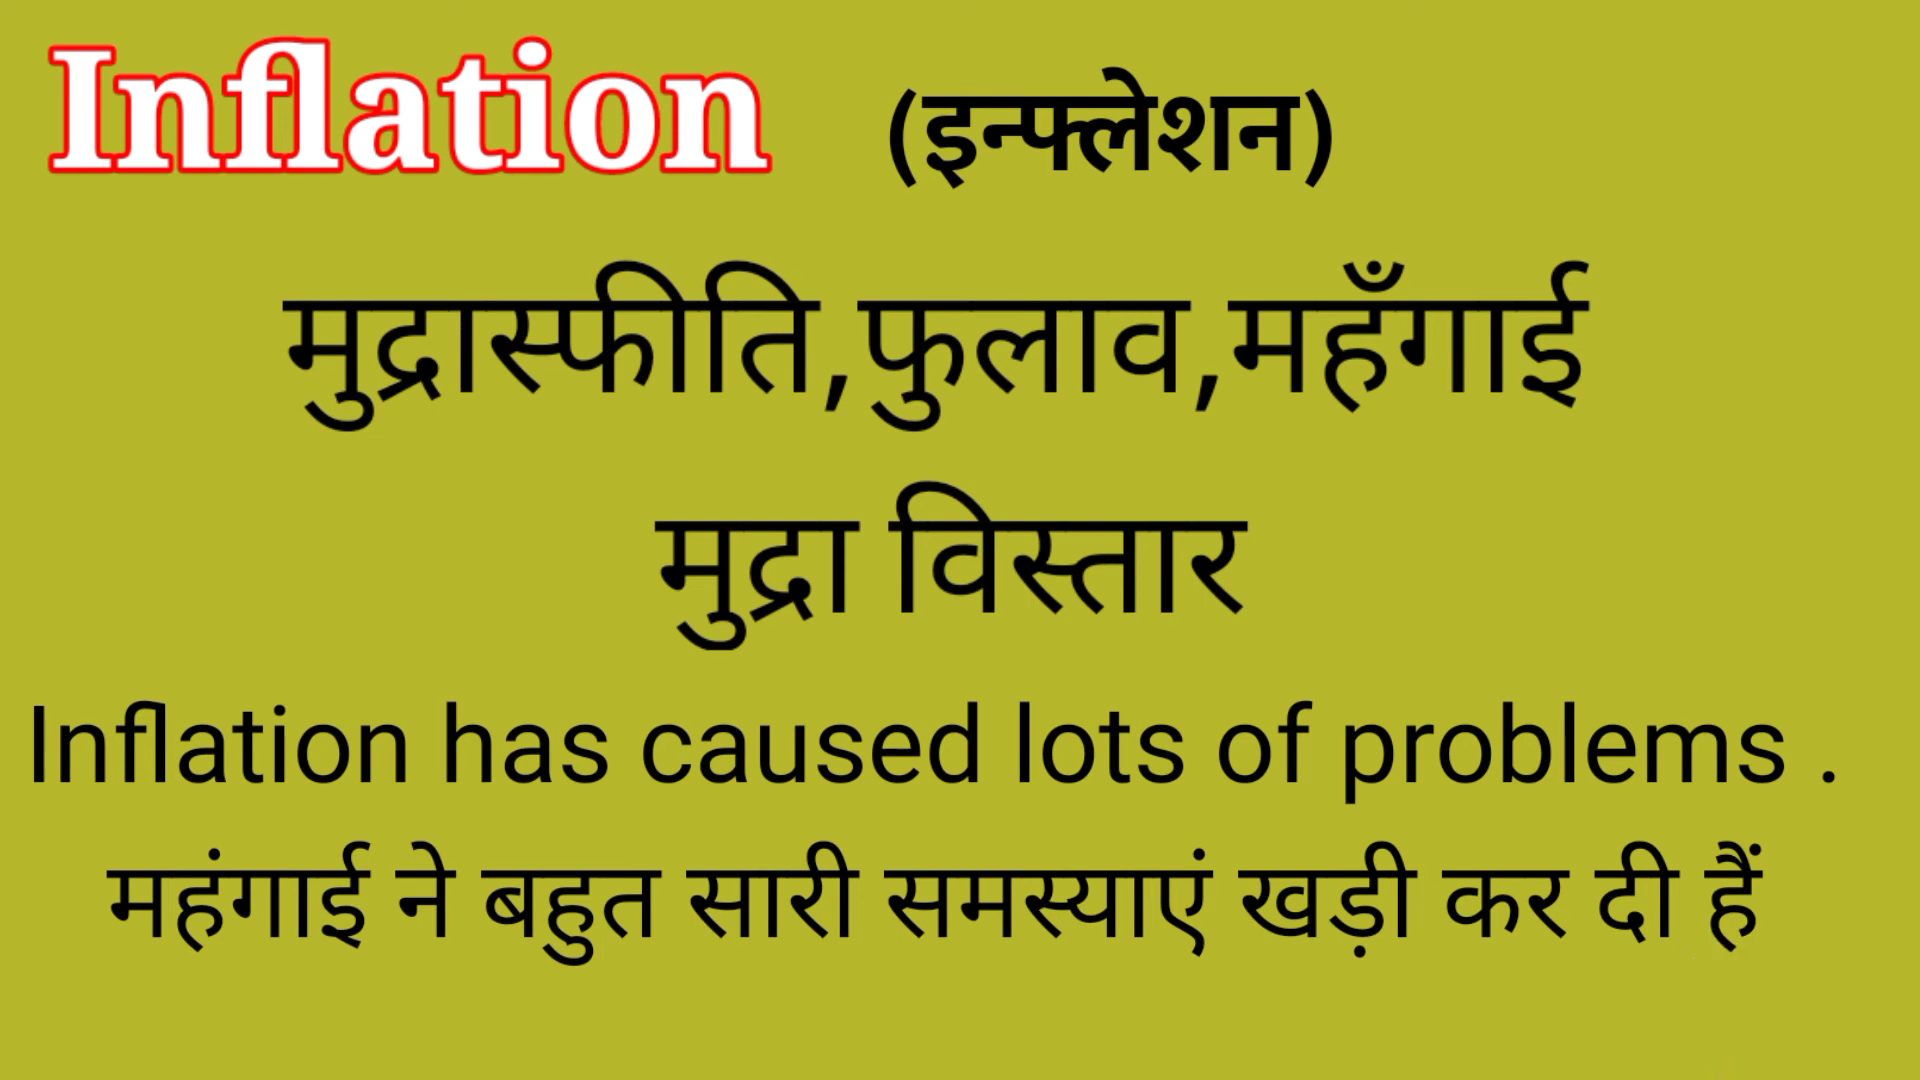 Inflation (इन्फ्लेशन)
मुद्रास्फीति,फुलाव,महँगाई
मुद्रा विस्तार
Inflation has caused lots of problems .
महंगाई ने बहुत सारी समस्याएं खड़ी कर दी हैं